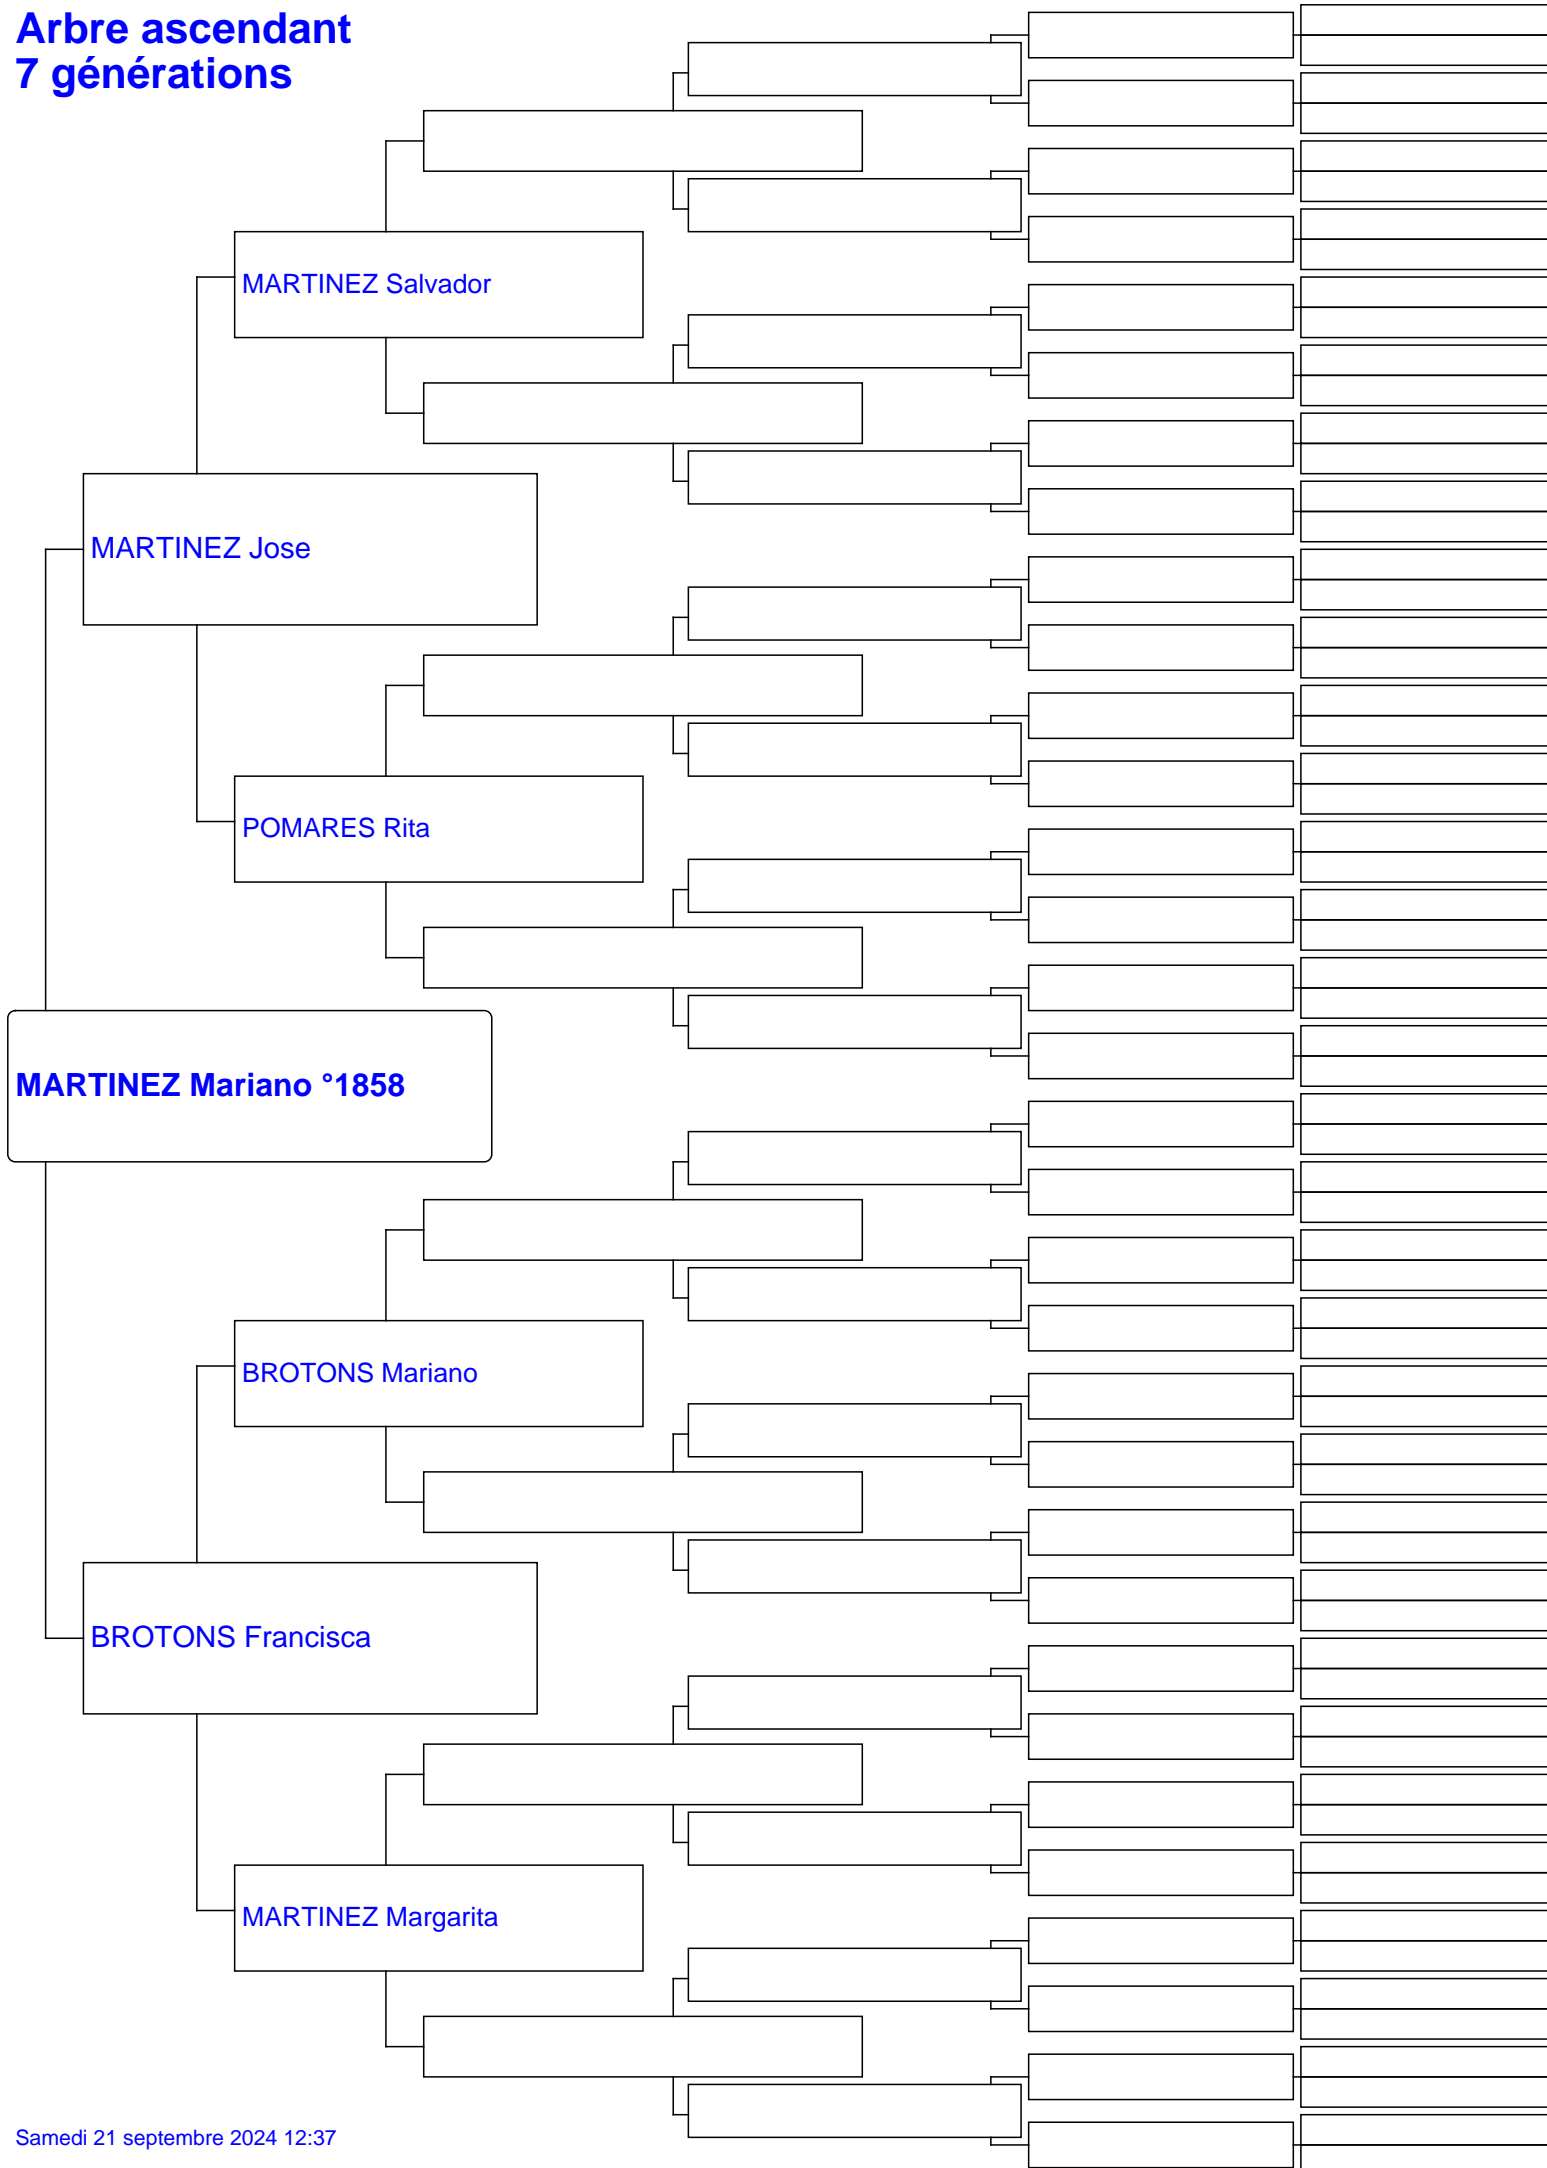 Arbre ascendant
7 générations
MARTINEZ Salvador
MARTINEZ Jose
POMARES Rita
MARTINEZ Mariano °1858
BROTONS Mariano
BROTONS Francisca
MARTINEZ Margarita
Samedi 21 septembre 2024 12:37